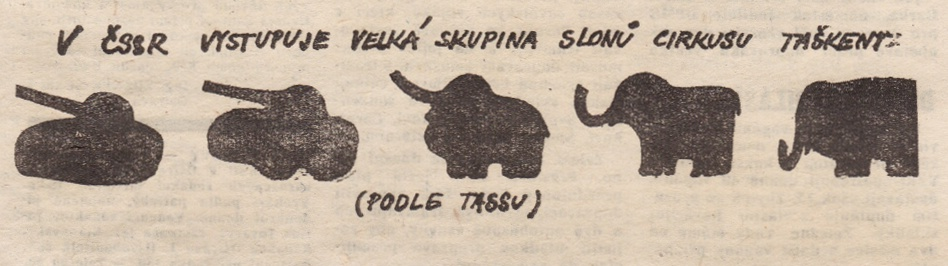 V ČSSR VYSTUPUJE VELKÁ SKUPINA SLONŮ CIRKUSU TAŠKENT:
(PODLE TASSU)